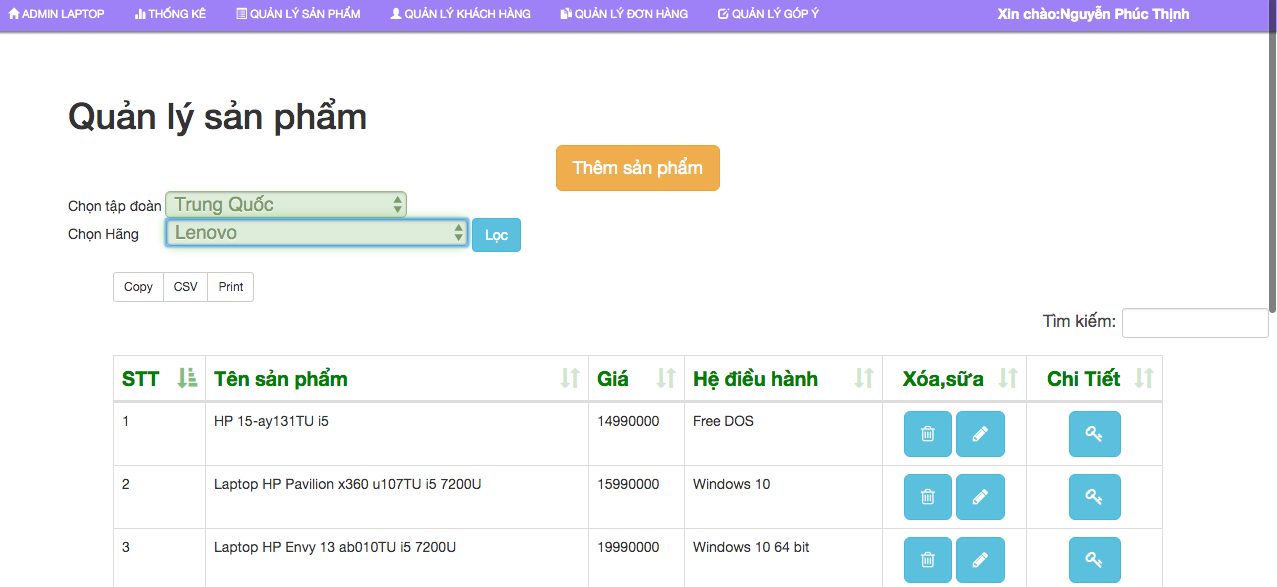 ADMIN LAPTOP THỐNG KÊ QUẢN LÝ SẢN PHẨM QUẢN LÝ KHÁCH HÀNG QUẢN LÝ ĐƠN HÀNG QUẢN LÝ GÓP Ý Xin chào:Nguyễn Phúc Thịnh
Quản lý sản phẩm
Thêm sản phẩm
Chọn tập đoàn Trung Quốc
Chọn Hãng Lenovo Lọc
Copy CSV Print
Tìm kiếm:
STT Tên sản phẩm Giá Hệ điều hành Xóa,sữa Chi Tiết
1 HP 15-ay131TU i5 14990000 Free DOS
2 Laptop HP Pavilion x360 u107TU i5 7200U 15990000 Windows 10
3 Laptop HP Envy 13 ab010TU i5 7200U 19990000 Windows 10 64 bit